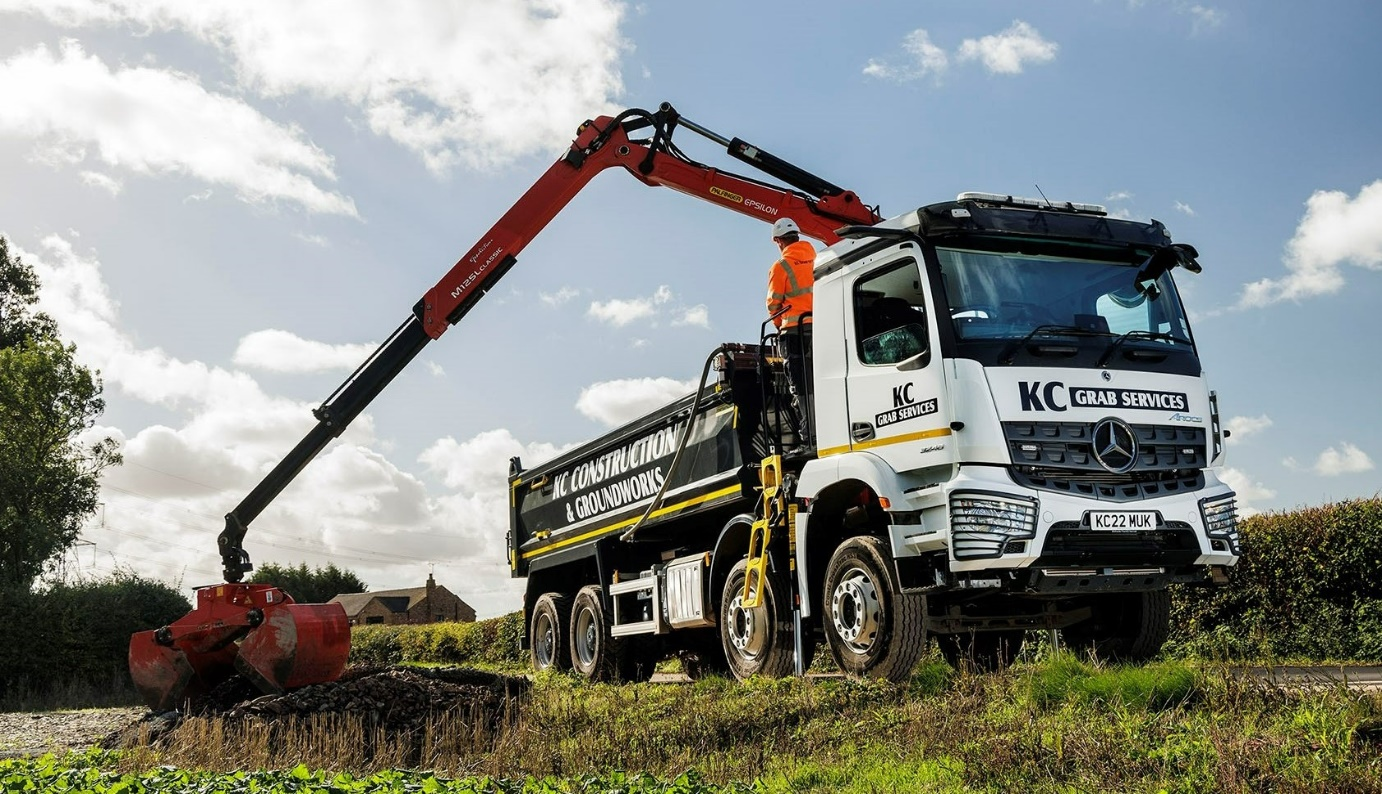 PALFINGER EPSILON
M125L CLASSIC
KC
GRAB SERVICES
KC GRAB SERVICES
Arocs
KC CONSTRUCTION
& GROUNDWORKS
KC22 MUK